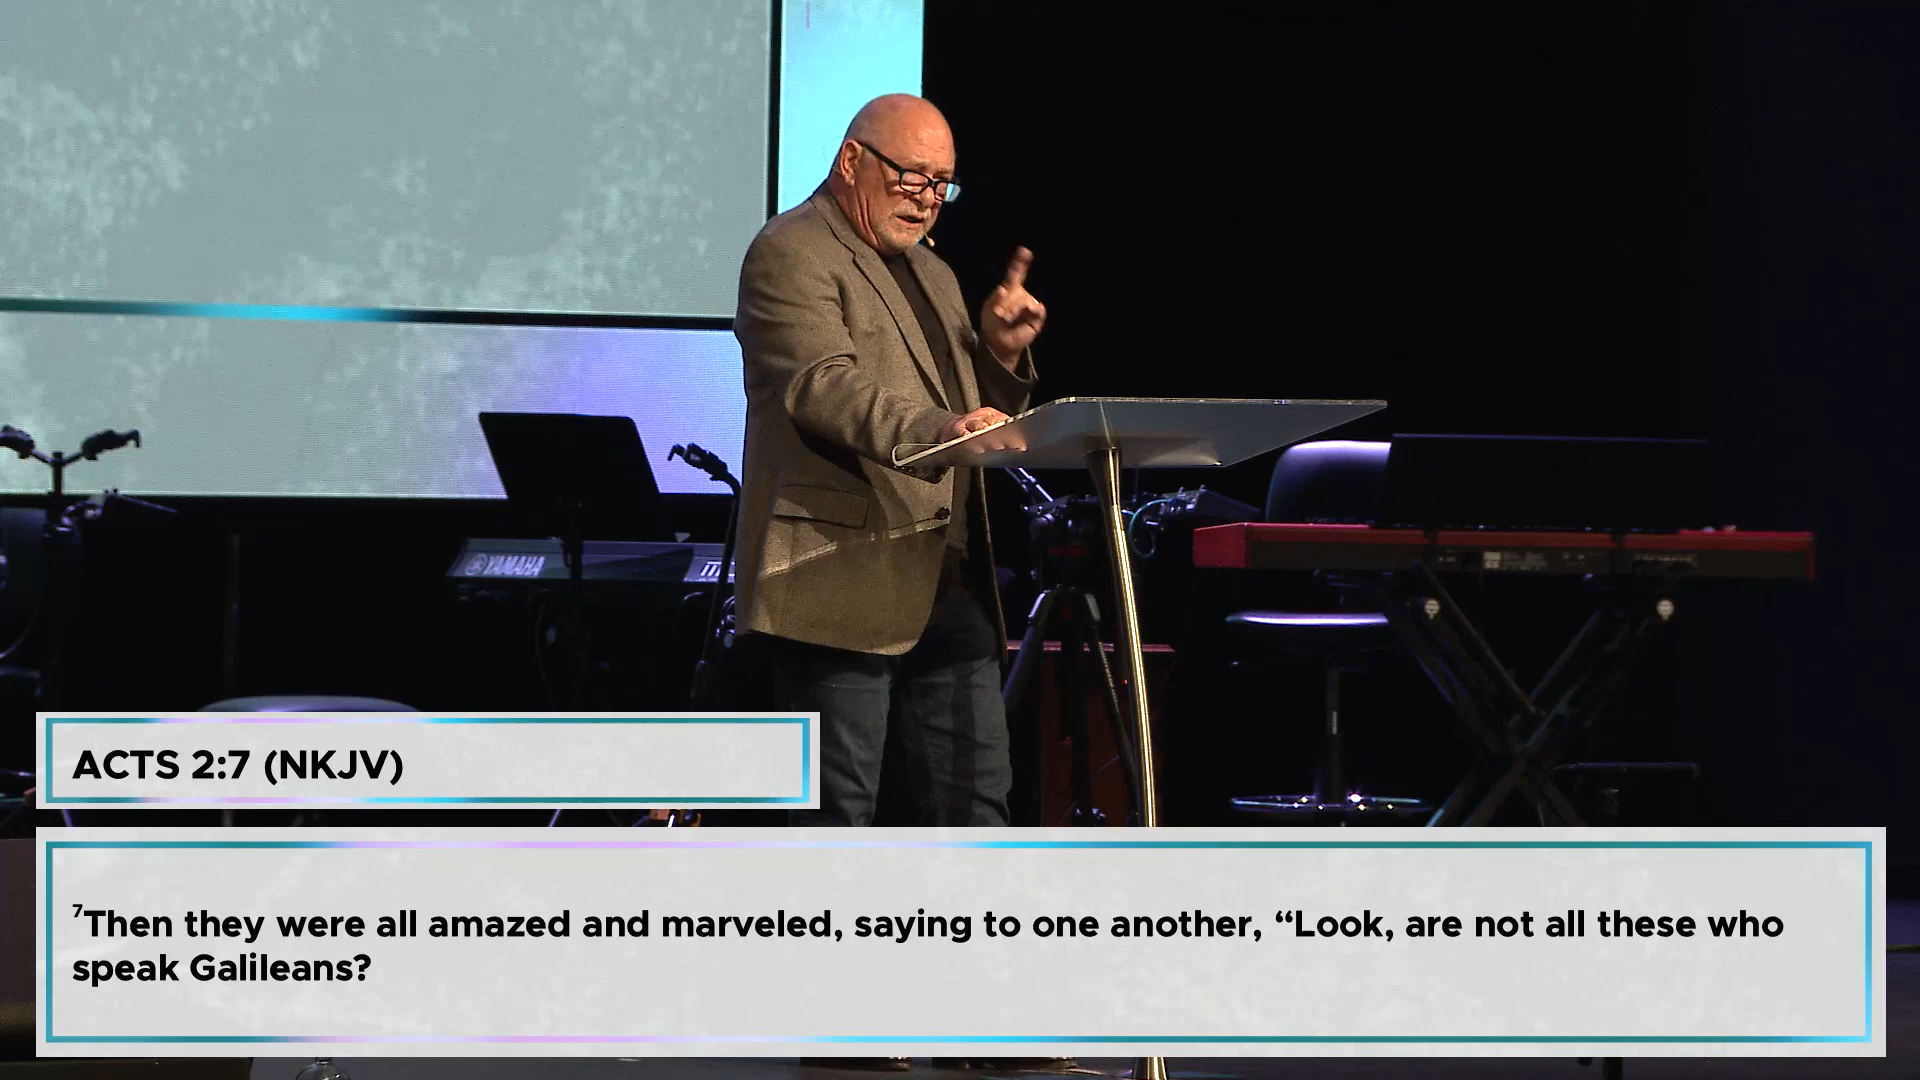 YAMAHA
ACTS 2:7 (NKJV)
⁷Then they were all amazed and marveled, saying to one another, “Look, are not all these who
speak Galileans?